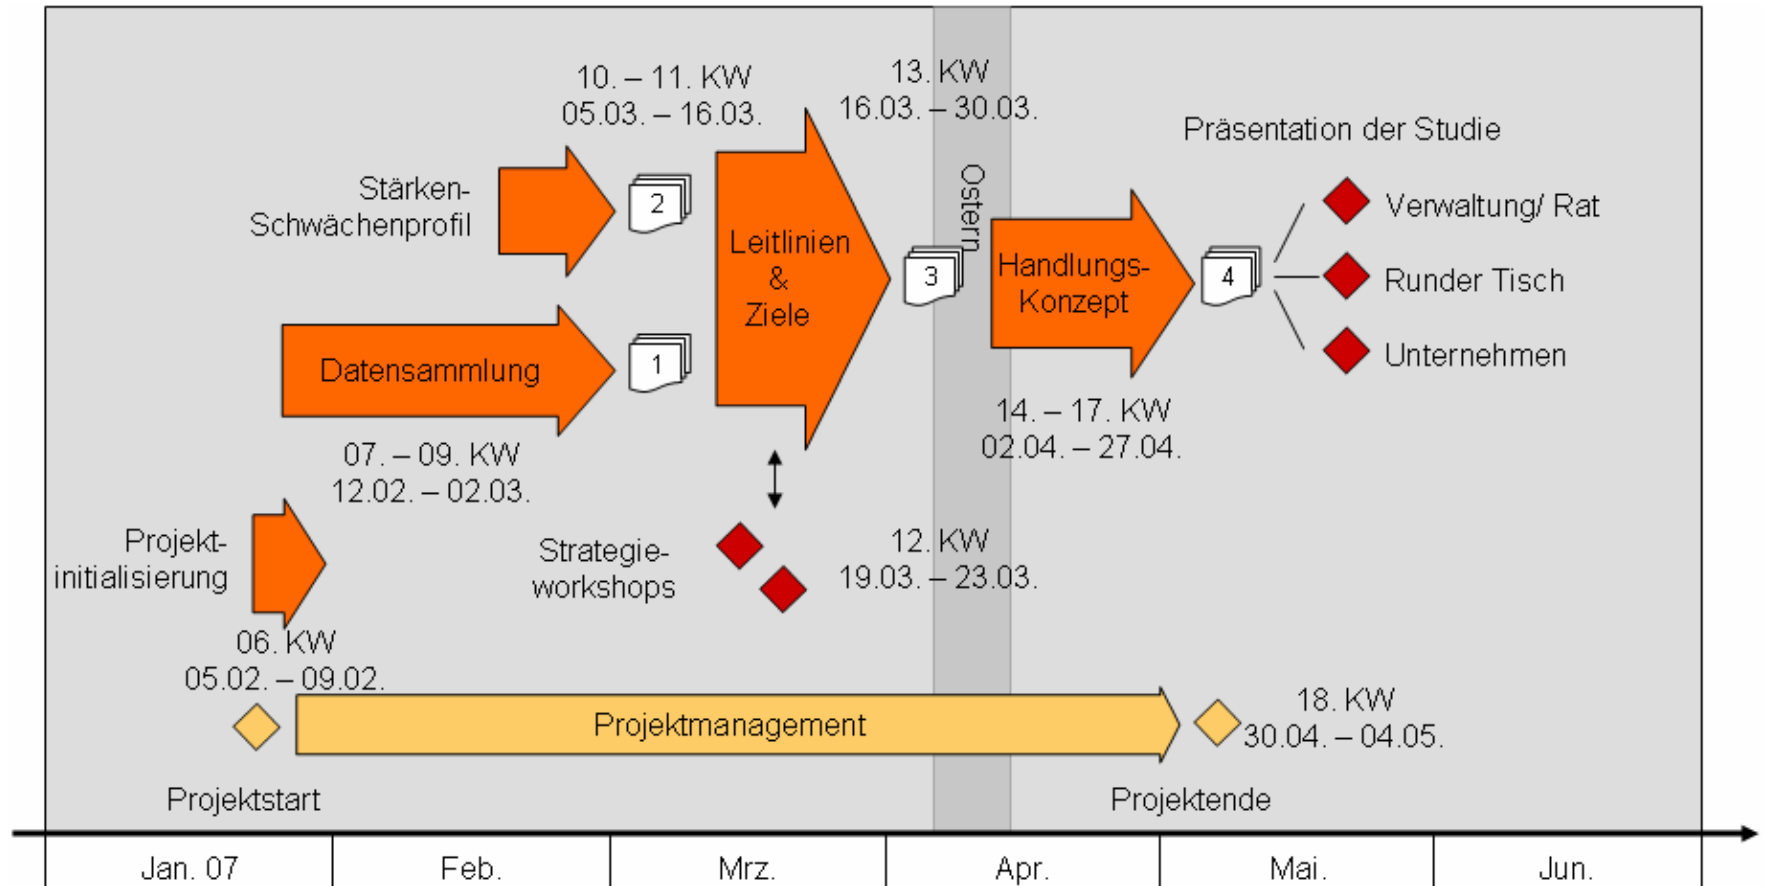 10. – 11. KW
05.03. – 16.03.
13. KW
16.03. – 30.03.
Präsentation der Studie
Stärken-
Schwächenprofil
2
Leitlinien
&
Ziele
3
Ostern
Handlungs-
Konzept
4
Verwaltung/ Rat
Runder Tisch
Unternehmen
Datensammlung
1
07. – 09. KW
12.02. – 02.03.
14. – 17. KW
02.04. – 27.04.
Projekt-
initialisierung
Strategie-
workshops
12. KW
19.03. – 23.03.
06. KW
05.02. – 09.02.
Projektmanagement
18. KW
30.04. – 04.05.
Projektstart
Projektende
Jan. 07
Feb.
Mrz.
Apr.
Mai.
Jun.